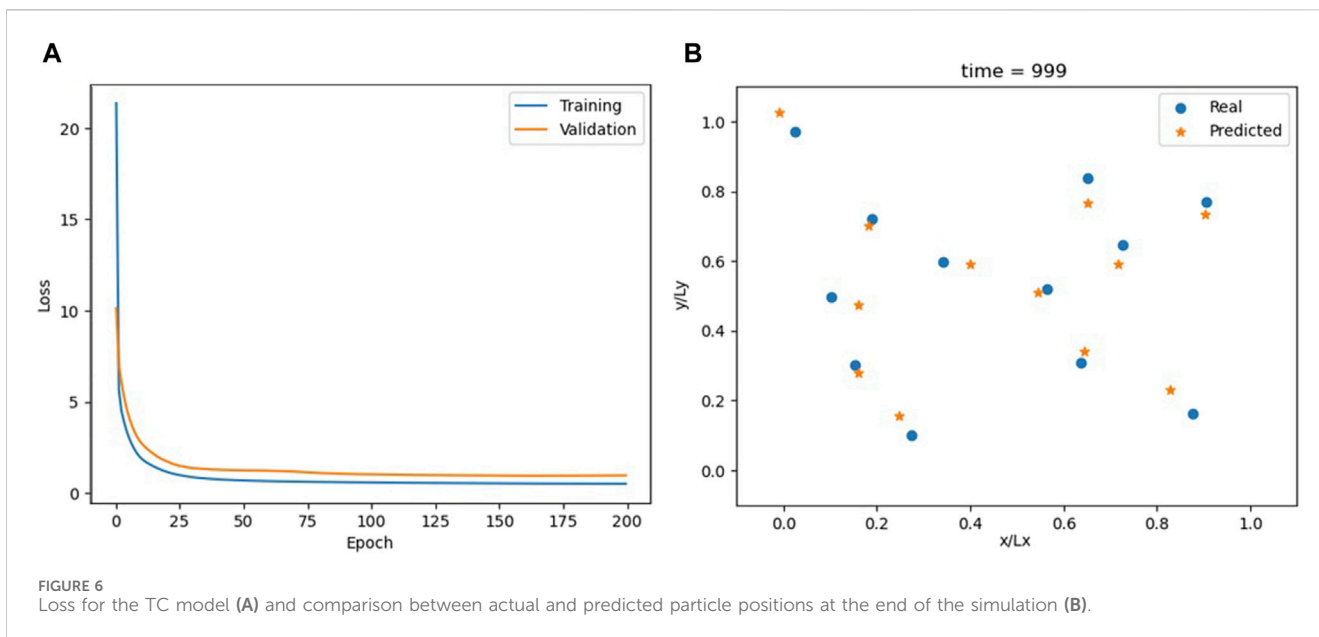 A
Training
Validation
20
15
10
5
0
Loss
0
25
50
75
100
125
150
175
200
Epoch
B
time = 999
Real
Predicted
1.0
0.8
0.6
0.4
0.2
0.0
y/Ly
0.0
0.2
0.4
0.6
0.8
1.0
x/Lx
FIGURE 6
Loss for the TC model (A) and comparison between actual and predicted particle positions at the end of the simulation (B).